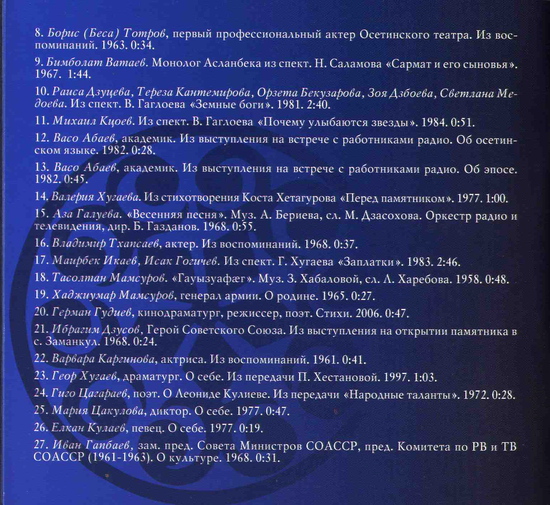 8. Борис (Беса) Тотров, первый профессиональный актер Осетинского театра. Из вос-
поминаний. 1963. 0:34.
9. Бимболат Ватаев. Монолог Асланбека из спект. Н. Саламова «Сармат и его сыновья».
1967. 1:44.
10. Раиса Дзуцева, Тереза Кантемирова, Орзета Бекузарова, Зоя Дзбоева, Светлана Ме-
доева. Из спект. В. Гаглоева «Земные боги». 1981. 2:40.
11. Михаил Кцоев. Из спект. В. Гаглоева «Почему улыбаются звезды». 1984. 0:51.
12. Васо Абаев, академик. Из выступления на встрече с работниками радио. Об осетин-
ском языке. 1982. 0:28.
13. Васо Абаев, академик. Из выступления на встрече с работниками радио. Об эпосе.
1982. 0:45.
14. Валерия Хугаева. Из стихотворения Коста Хетагурова «Перед памятником». 1977. 1:00.
15. Аза Галуева. «Весенняя песня». Муз. А. Бериева, сл. М. Дзасохова. Оркестр радио и
телевидения, дир. Б. Газданов. 1968. 0:55.
16. Владимир Тхапсаев, актер. Из воспоминаний. 1968. 0:37.
17. Маирбек Икаев, Исак Гогичев. Из спект. Г. Хугаева «Заплатки». 1983. 2:46.
18. Тасолтан Мамсуров. «Гауызуафæг». Муз. З. Хабаловой, сл. Л. Харебова. 1958. 0:48.
19. Хаджиумар Мамсуров, генерал армии. О родине. 1965. 0:27.
20. Герман Гудиев, кинодраматург, режиссер, поэт. Стихи. 2006. 0:47.
21. Ибрагим Дзусов, Герой Советского Союза. Из выступления на открытии памятника в
с. Заманкул. 1968. 0:24.
22. Варвара Каргинова, актриса. Из воспоминаний. 1961. 0:41.
23. Геор Хугаев, драматург. О себе. Из передачи П. Хестановой. 1997. 1:03.
24. Гиго Цагараев, поэт. О Леониде Кулиеве. Из передачи «Народные таланты». 1972. 0:28.
25. Мария Цакулова, диктор. О себе. 1977. 0:47.
26. Елкан Кулаев, певец. О себе. 1977. 0:19.
27. Иван Гапбаев, зам. пред. Совета Министров СОАССР, пред. Комитета по РВ и ТВ
СОАССР (1961-1963). О культуре. 1968. 0:31.